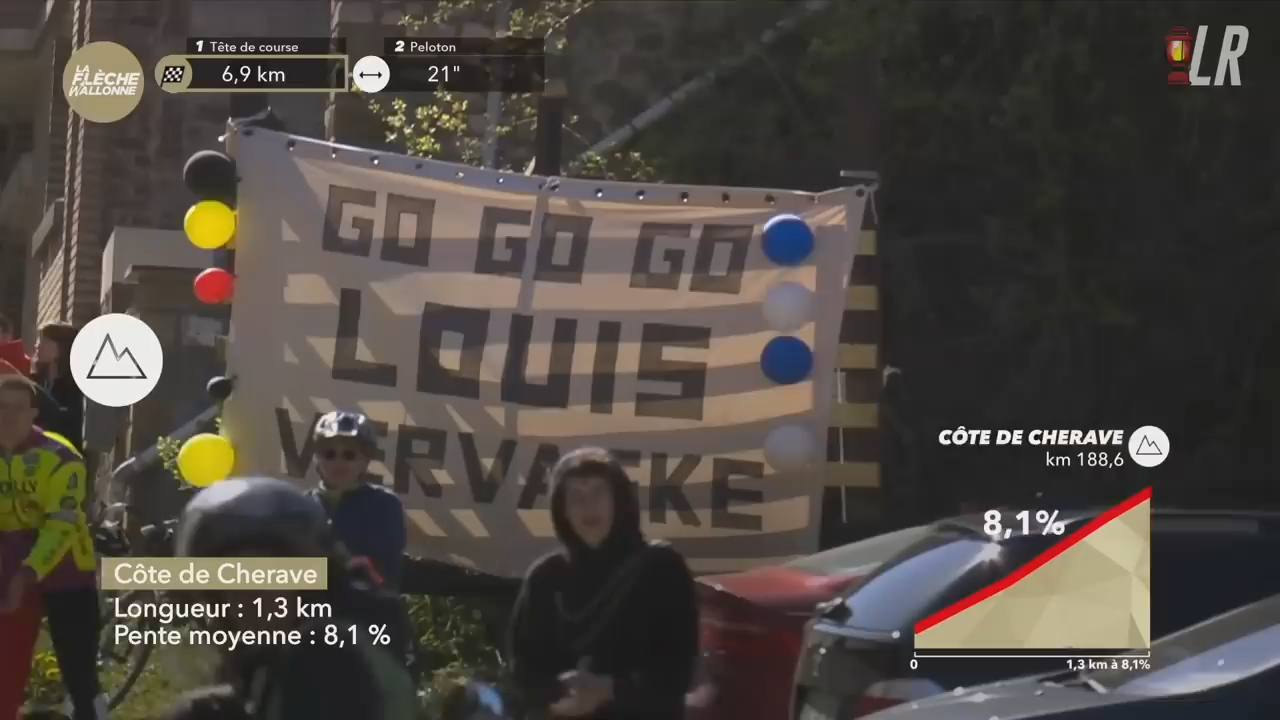 1 Tête de course
2 Peloton
LA FLÈCHE WALLONNE
6,9 km
21"
LR
GO GO GO
LOUIS
VERVAEKE
OLLY
CÔTE DE CHERAVE
km 188,6
8,1%
Côte de Cherave
Longueur : 1,3 km
Pente moyenne : 8,1 %
0
1,3 km à 8,1%